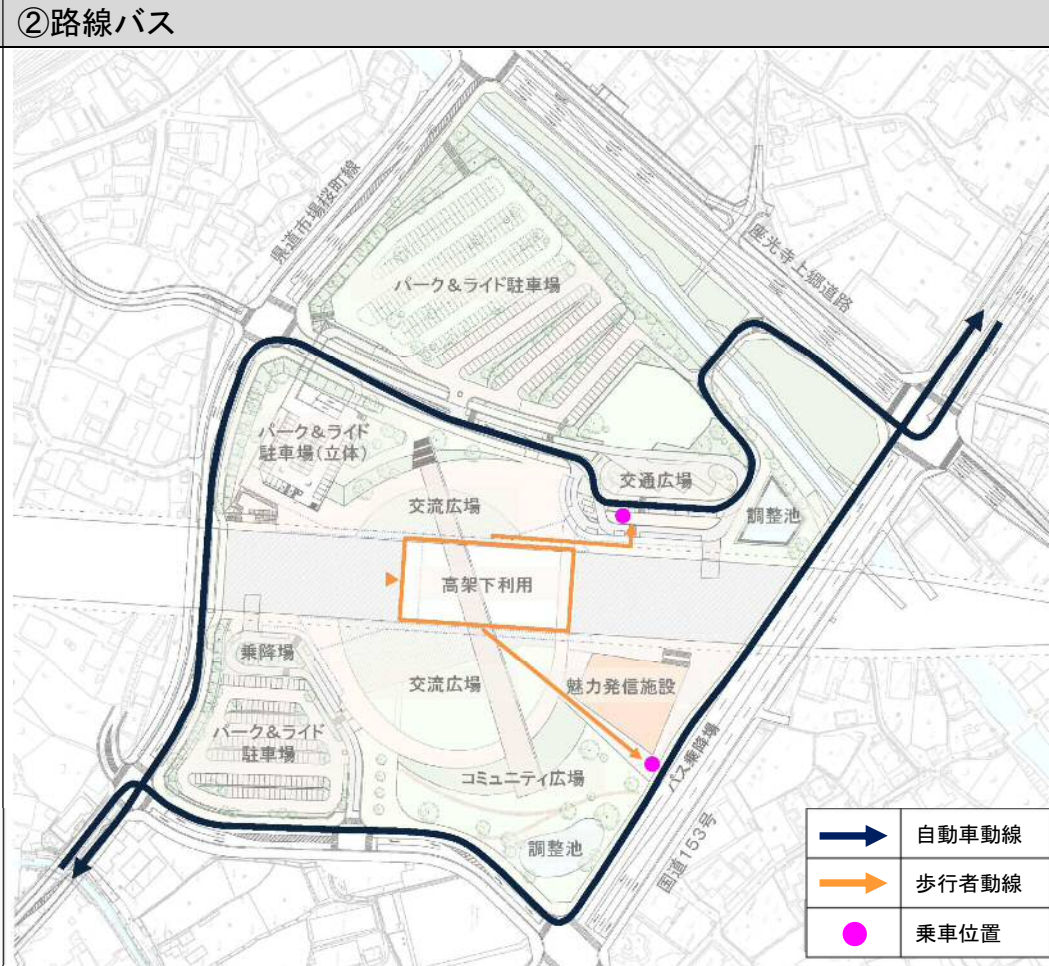 ②路線バス
県道市場桜町線
座光寺上郷道路
パーク&ライド駐車場
パーク&ライド
駐車場(立体)
交流広場
交通広場
調整池
高架下利用
乗降場
交流広場
魅力発信施設
パーク&ライド
駐車場
コミュニティ広場
バス乗降場
調整池
国道153号
自動車動線
歩行者動線
乗車位置